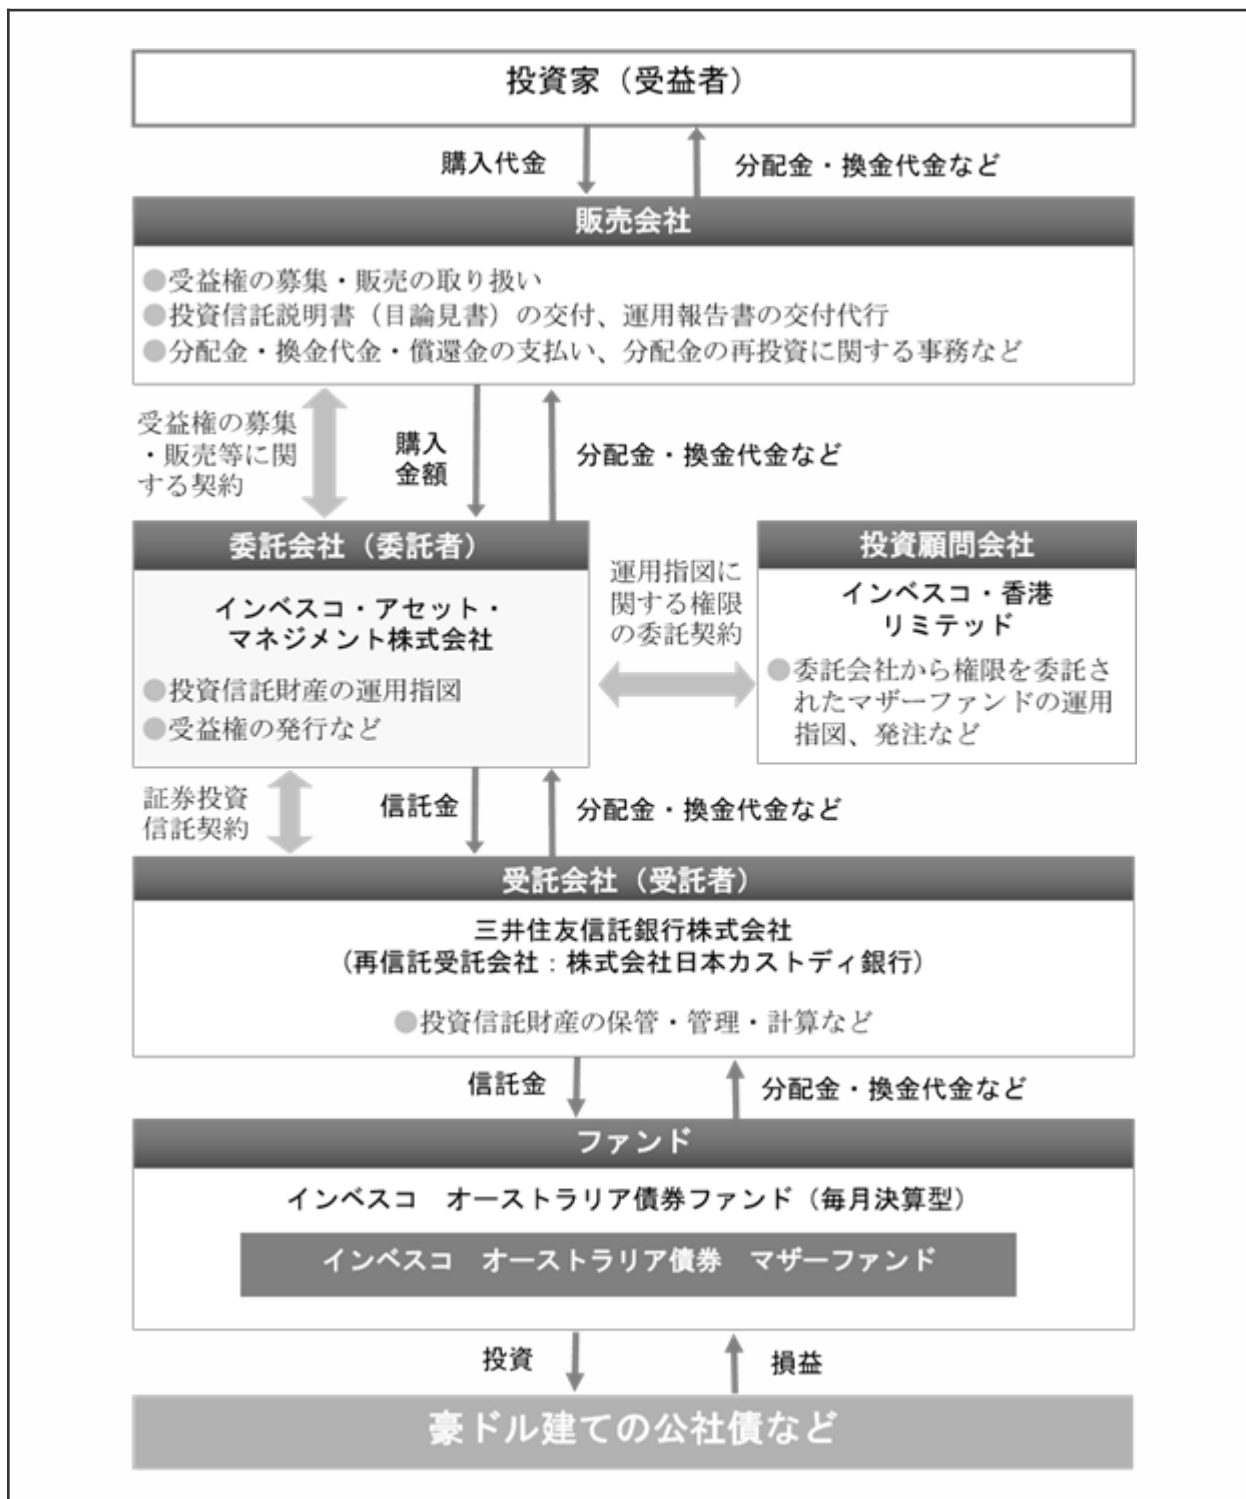 投資家（受益者）
購入代金
分配金・換金代金など
販売会社
●受益権の募集・販売の取り扱い
●投資信託説明書（目論見書）の交付、運用報告書の交付代行
●分配金・換金代金・償還金の支払い、分配金の再投資に関する事務など
受益権の募集
・販売等に関
する契約
購入
金額
分配金・換金代金など
委託会社（委託者）
インベスコ・アセット・
マネジメント株式会社
●投資信託財産の運用指図
●受益権の発行など
運用指図に
関する権限
の委託契約
投資顧問会社
インベスコ・香港
リミテッド
●委託会社から権限を委託さ
れたマザーファンドの運用
指図、発注など
証券投資
信託契約
信託金
分配金・換金代金など
受託会社（受託者）
三井住友信託銀行株式会社
（再信託受託会社：株式会社日本カストディ銀行）
●投資信託財産の保管・管理・計算など
信託金
分配金・換金代金など
ファンド
インベスコ　オーストラリア債券ファンド（毎月決算型）
インベスコ　オーストラリア債券　マザーファンド
投資
損益
豪ドル建ての公社債など